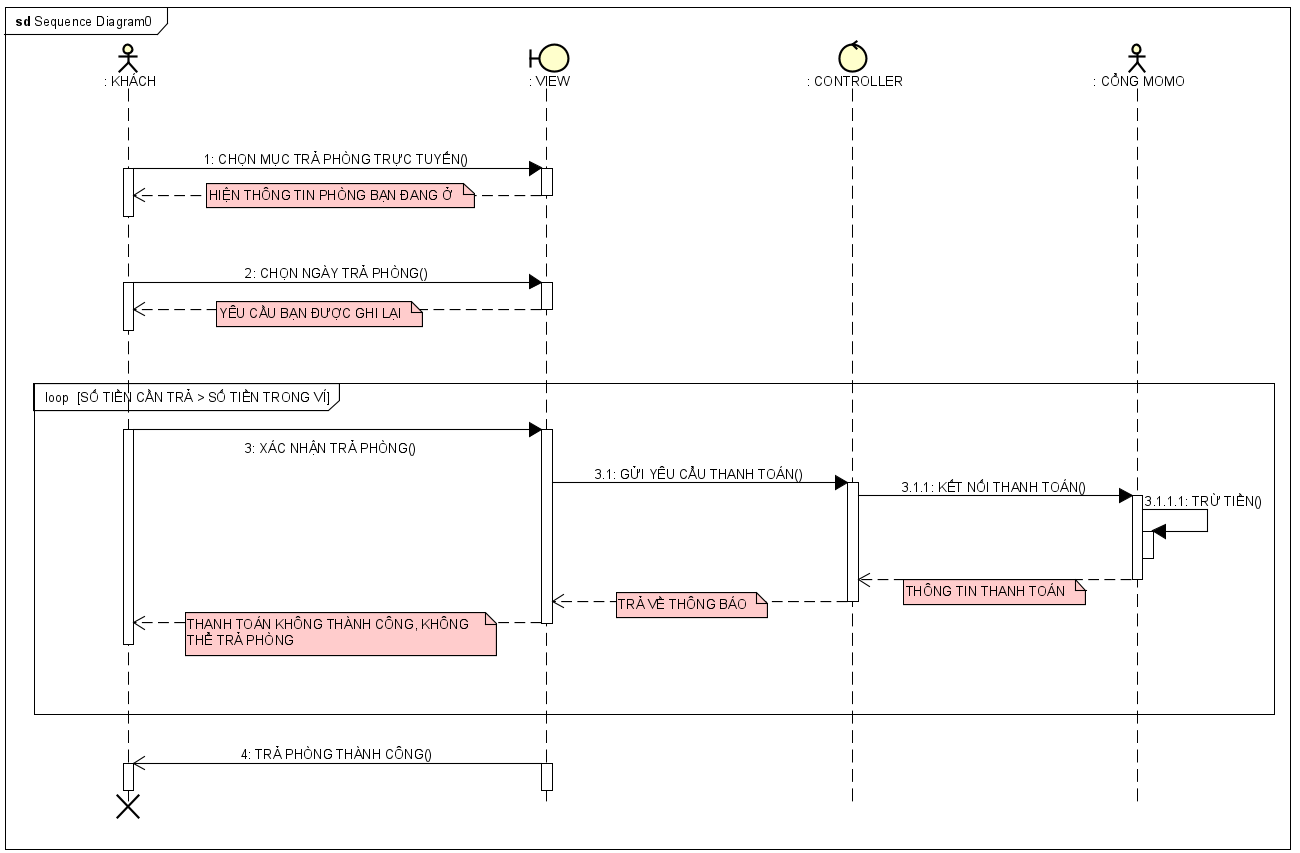 sd Sequence Diagram0
: KHÁCH
: VIEW
: CONTROLLER
: CỔNG MOMO
1: CHỌN MỤC TRẢ PHÒNG TRỰC TUYẾN()
HIỆN THÔNG TIN PHÒNG BẠN ĐANG Ở
2: CHỌN NGÀY TRẢ PHÒNG()
YÊU CẦU BẠN ĐƯỢC GHI LẠI
loop [SỐ TIỀN CẦN TRẢ > SỐ TIỀN TRONG VÍ]
3: XÁC NHẬN TRẢ PHÒNG()
3.1: GỬI YÊU CẦU THANH TOÁN()
3.1.1: KẾT NỐI THANH TOÁN()
3.1.1.1: TRỪ TIỀN()
THÔNG TIN THANH TOÁN
TRẢ VỀ THÔNG BÁO
THANH TOÁN KHÔNG THÀNH CÔNG, KHÔNG
THỂ TRẢ PHÒNG
4: TRẢ PHÒNG THÀNH CÔNG()